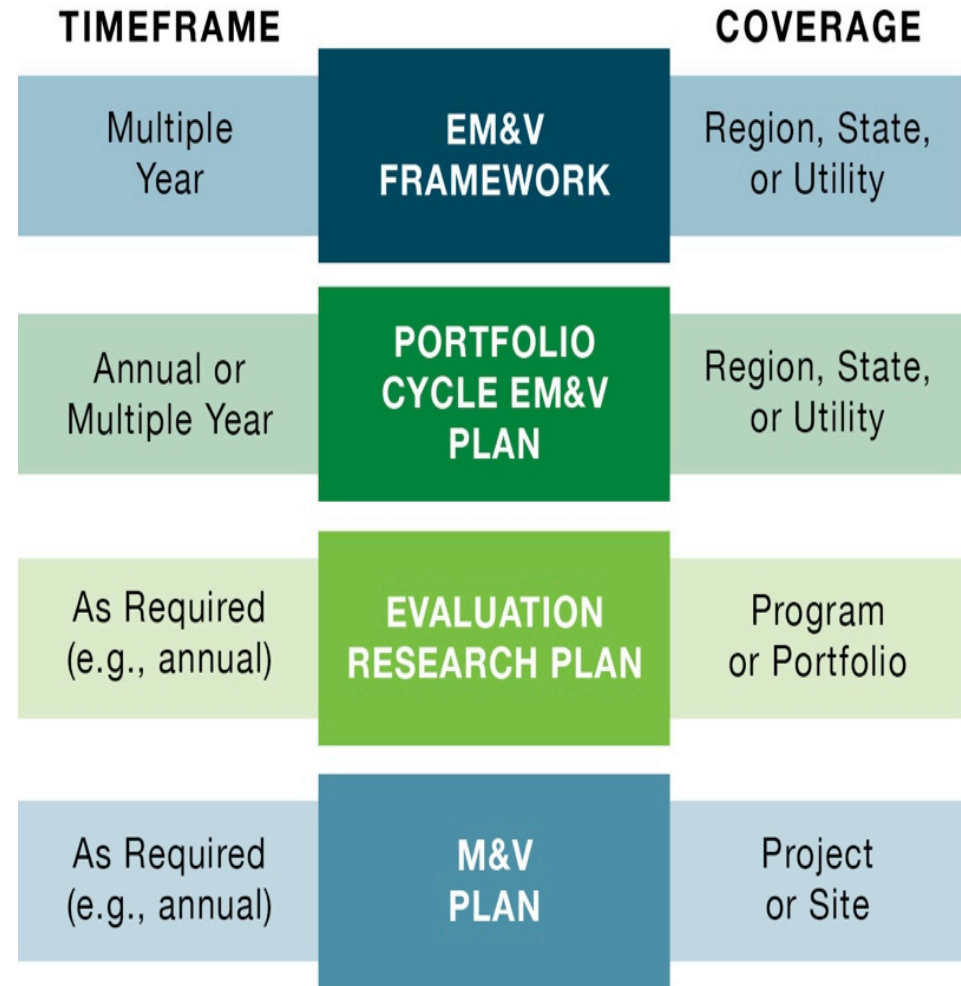 TIMEFRAME
COVERAGE
Multiple
Year
EM&V
FRAMEWORK
Region, State,
or Utility
Annual or
Multiple Year
PORTFOLIO
CYCLE EM&V
PLAN
Region, State,
or Utility
As Required
(e.g., annual)
EVALUATION
RESEARCH PLAN
Program
or Portfolio
As Required
(e.g., annual)
M&V
PLAN
Project
or Site